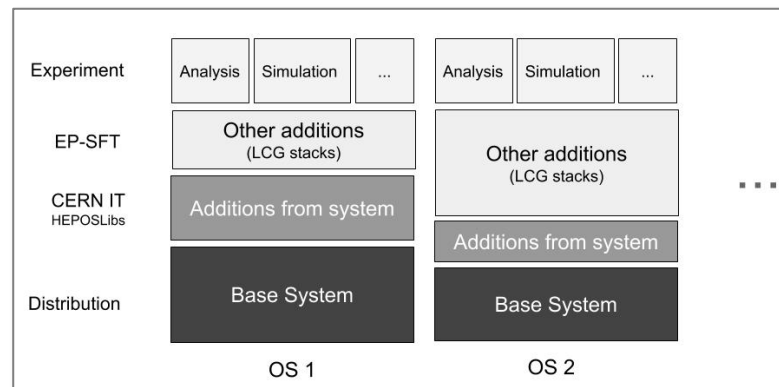 Experiment
Analysis
Simulation
...
Analysis
Simulation
...
EP-SFT
Other additions
(LCG stacks)
Other additions
(LCG stacks)
...
CERN IT
HEPOSLibs
Additions from system
Additions from system
Distribution
Base System
Base System
OS 1
OS 2